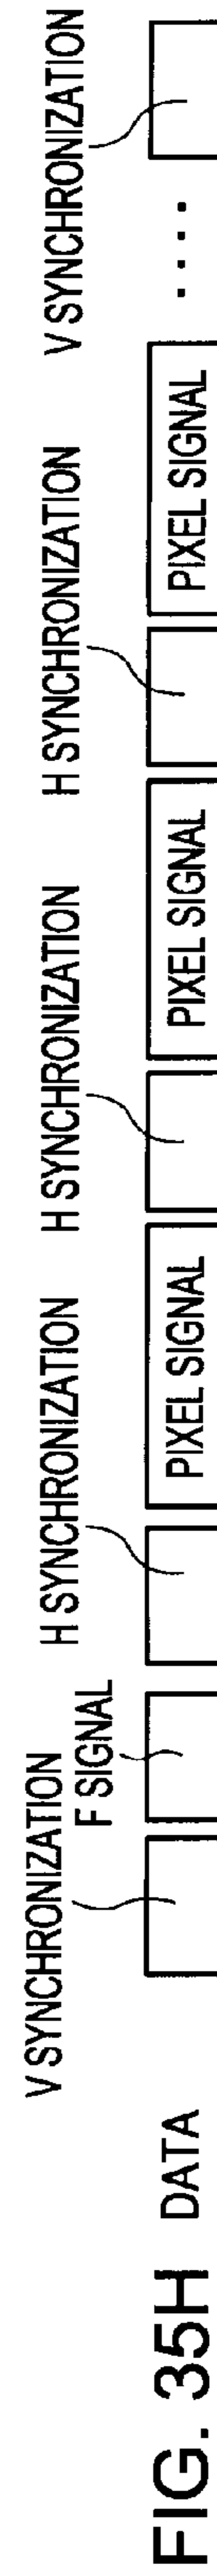 FIG. 35H DATA
V SYNCHRONIZATION
F SIGNAL
H SYNCHRONIZATION
PIXEL SIGNAL
H SYNCHRONIZATION
PIXEL SIGNAL
H SYNCHRONIZATION
PIXEL SIGNAL
....
V SYNCHRONIZATION